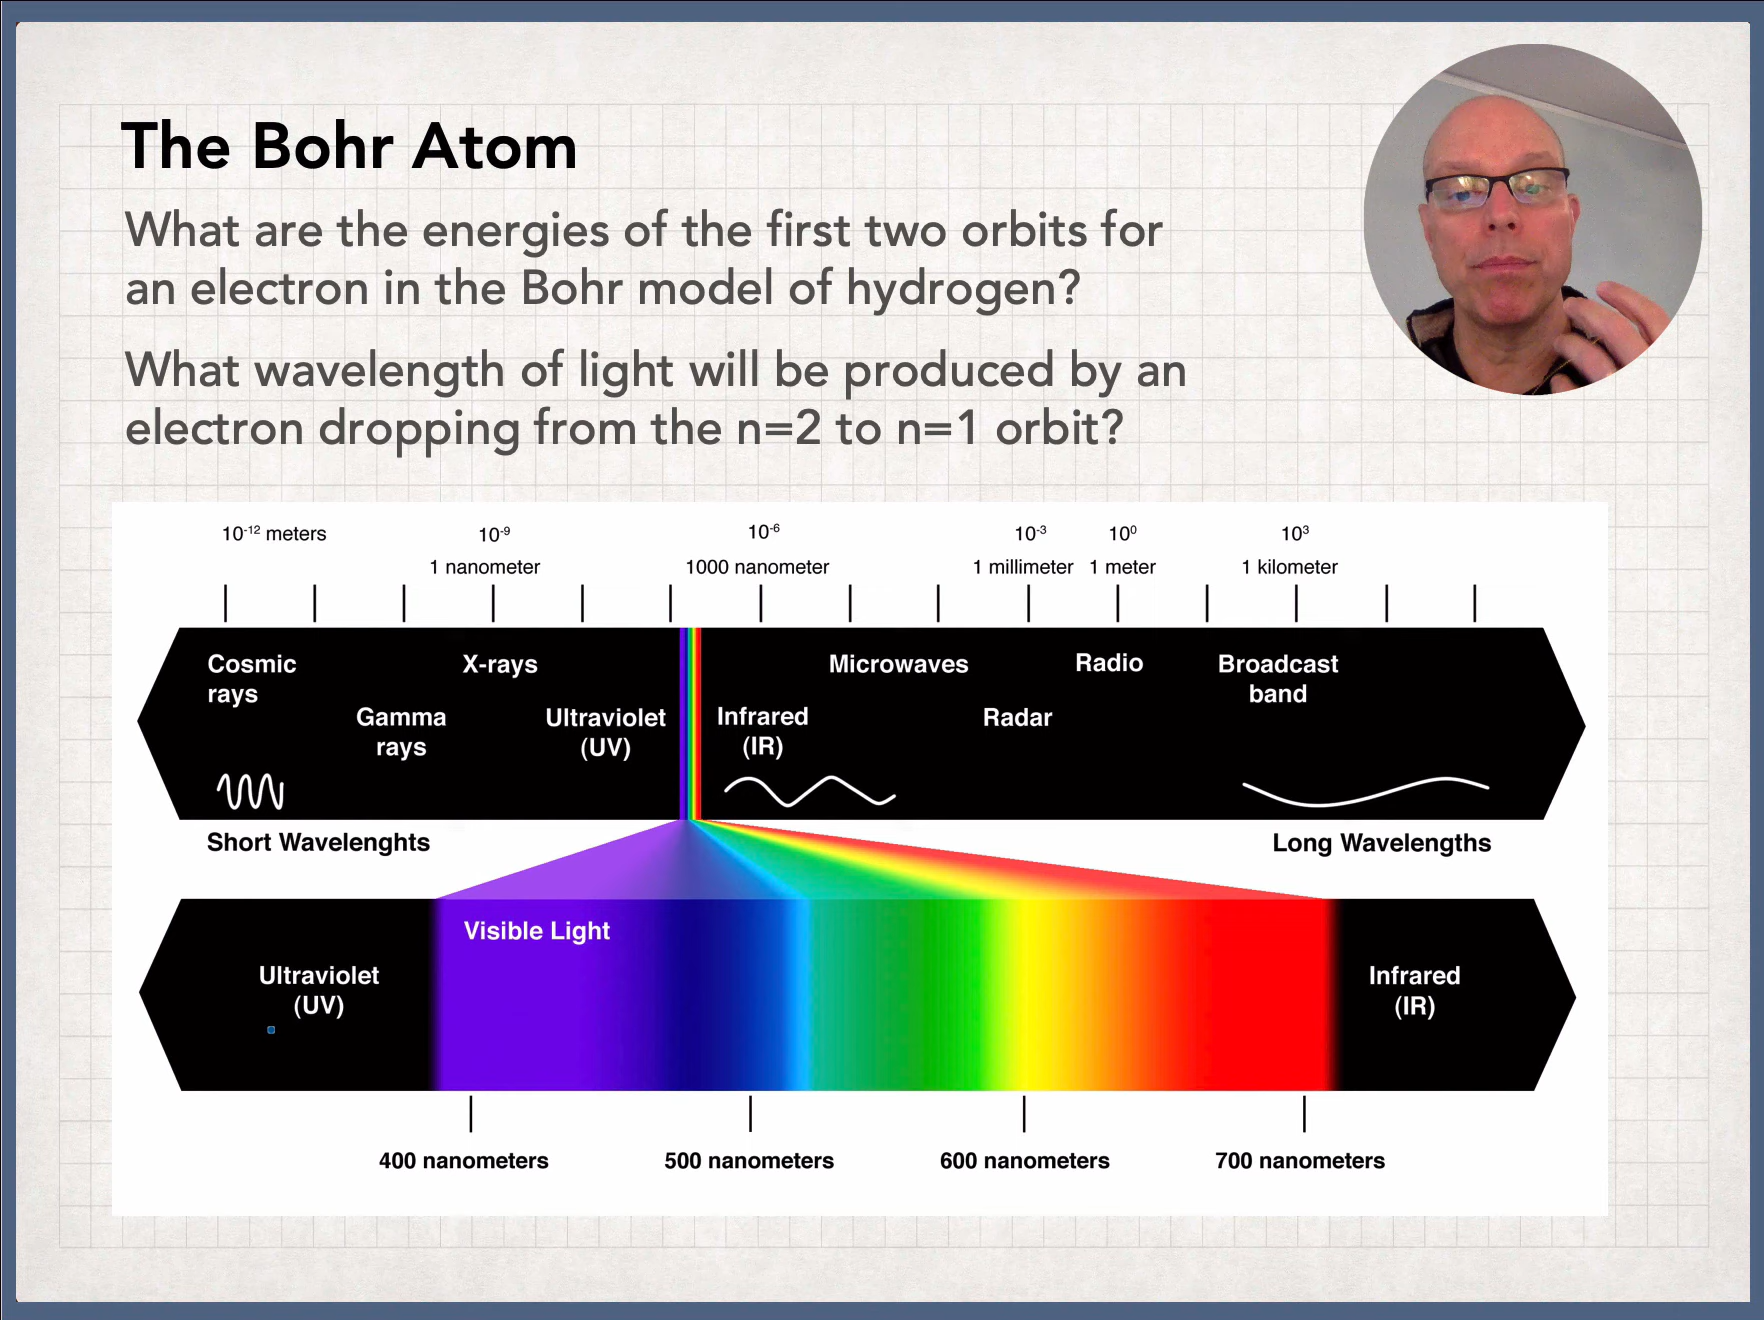 The Bohr Atom
What are the energies of the first two orbits for
an electron in the Bohr model of hydrogen?
What wavelength of light will be produced by an
electron dropping from the n=2 to n=1 orbit?
10⁻¹² meters 10⁻⁹ 10⁻⁶ 10⁻³ 10⁰ 10³
1 nanometer 1000 nanometer 1 millimeter 1 meter 1 kilometer
Cosmic
rays
X-rays
Microwaves
Radio
Broadcast
band
Gamma
rays
Ultraviolet
(UV)
Infrared
(IR)
Radar
Short Wavelenghts
Long Wavelengths
Visible Light
Ultraviolet
(UV)
Infrared
(IR)
400 nanometers 500 nanometers 600 nanometers 700 nanometers